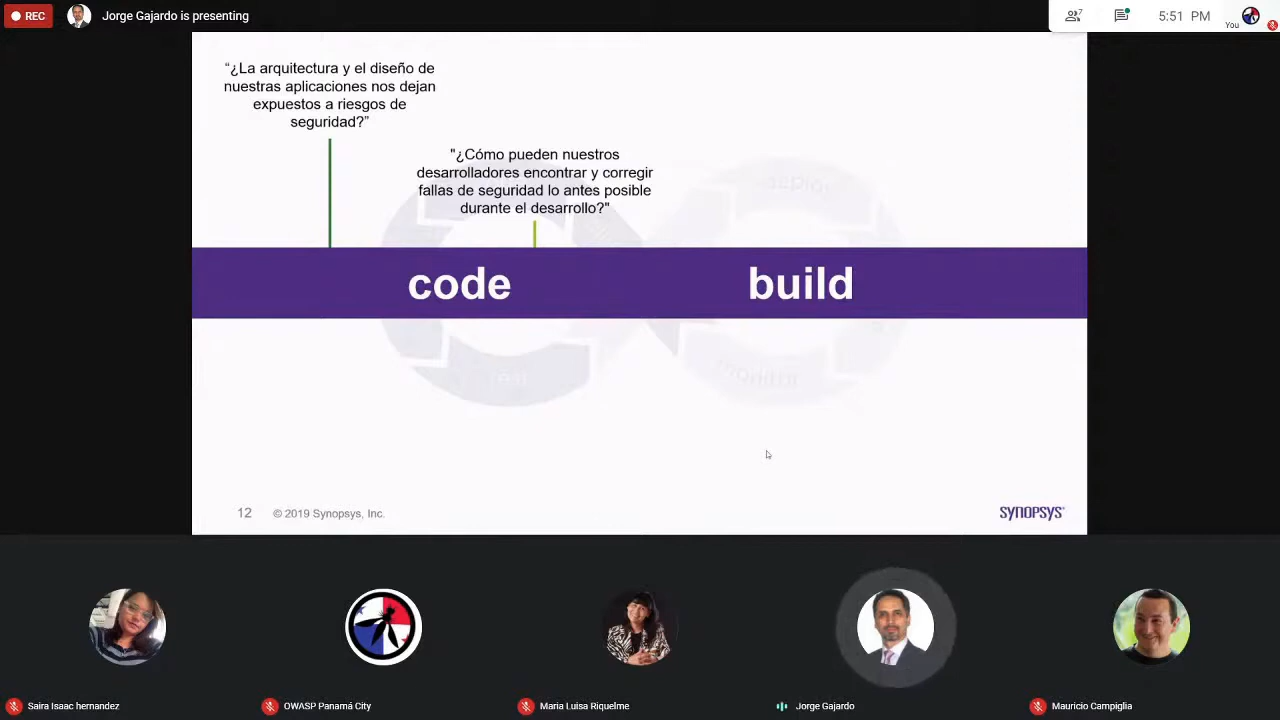 REC
Jorge Gajardo is presenting
7
5:51 PM
You
“¿La arquitectura y el diseño de
nuestras aplicaciones nos dejan
expuestos a riesgos de
seguridad?”
"¿Cómo pueden nuestros
desarrolladores encontrar y corregir
fallas de seguridad lo antes posible
durante el desarrollo?"
deploy
code
build
monitor
12
© 2019 Synopsys, Inc.
SYNOPSYS
Saira Isaac hernandez
OWASP Panamá City
Maria Luisa Riquelme
Jorge Gajardo
Mauricio Campiglia